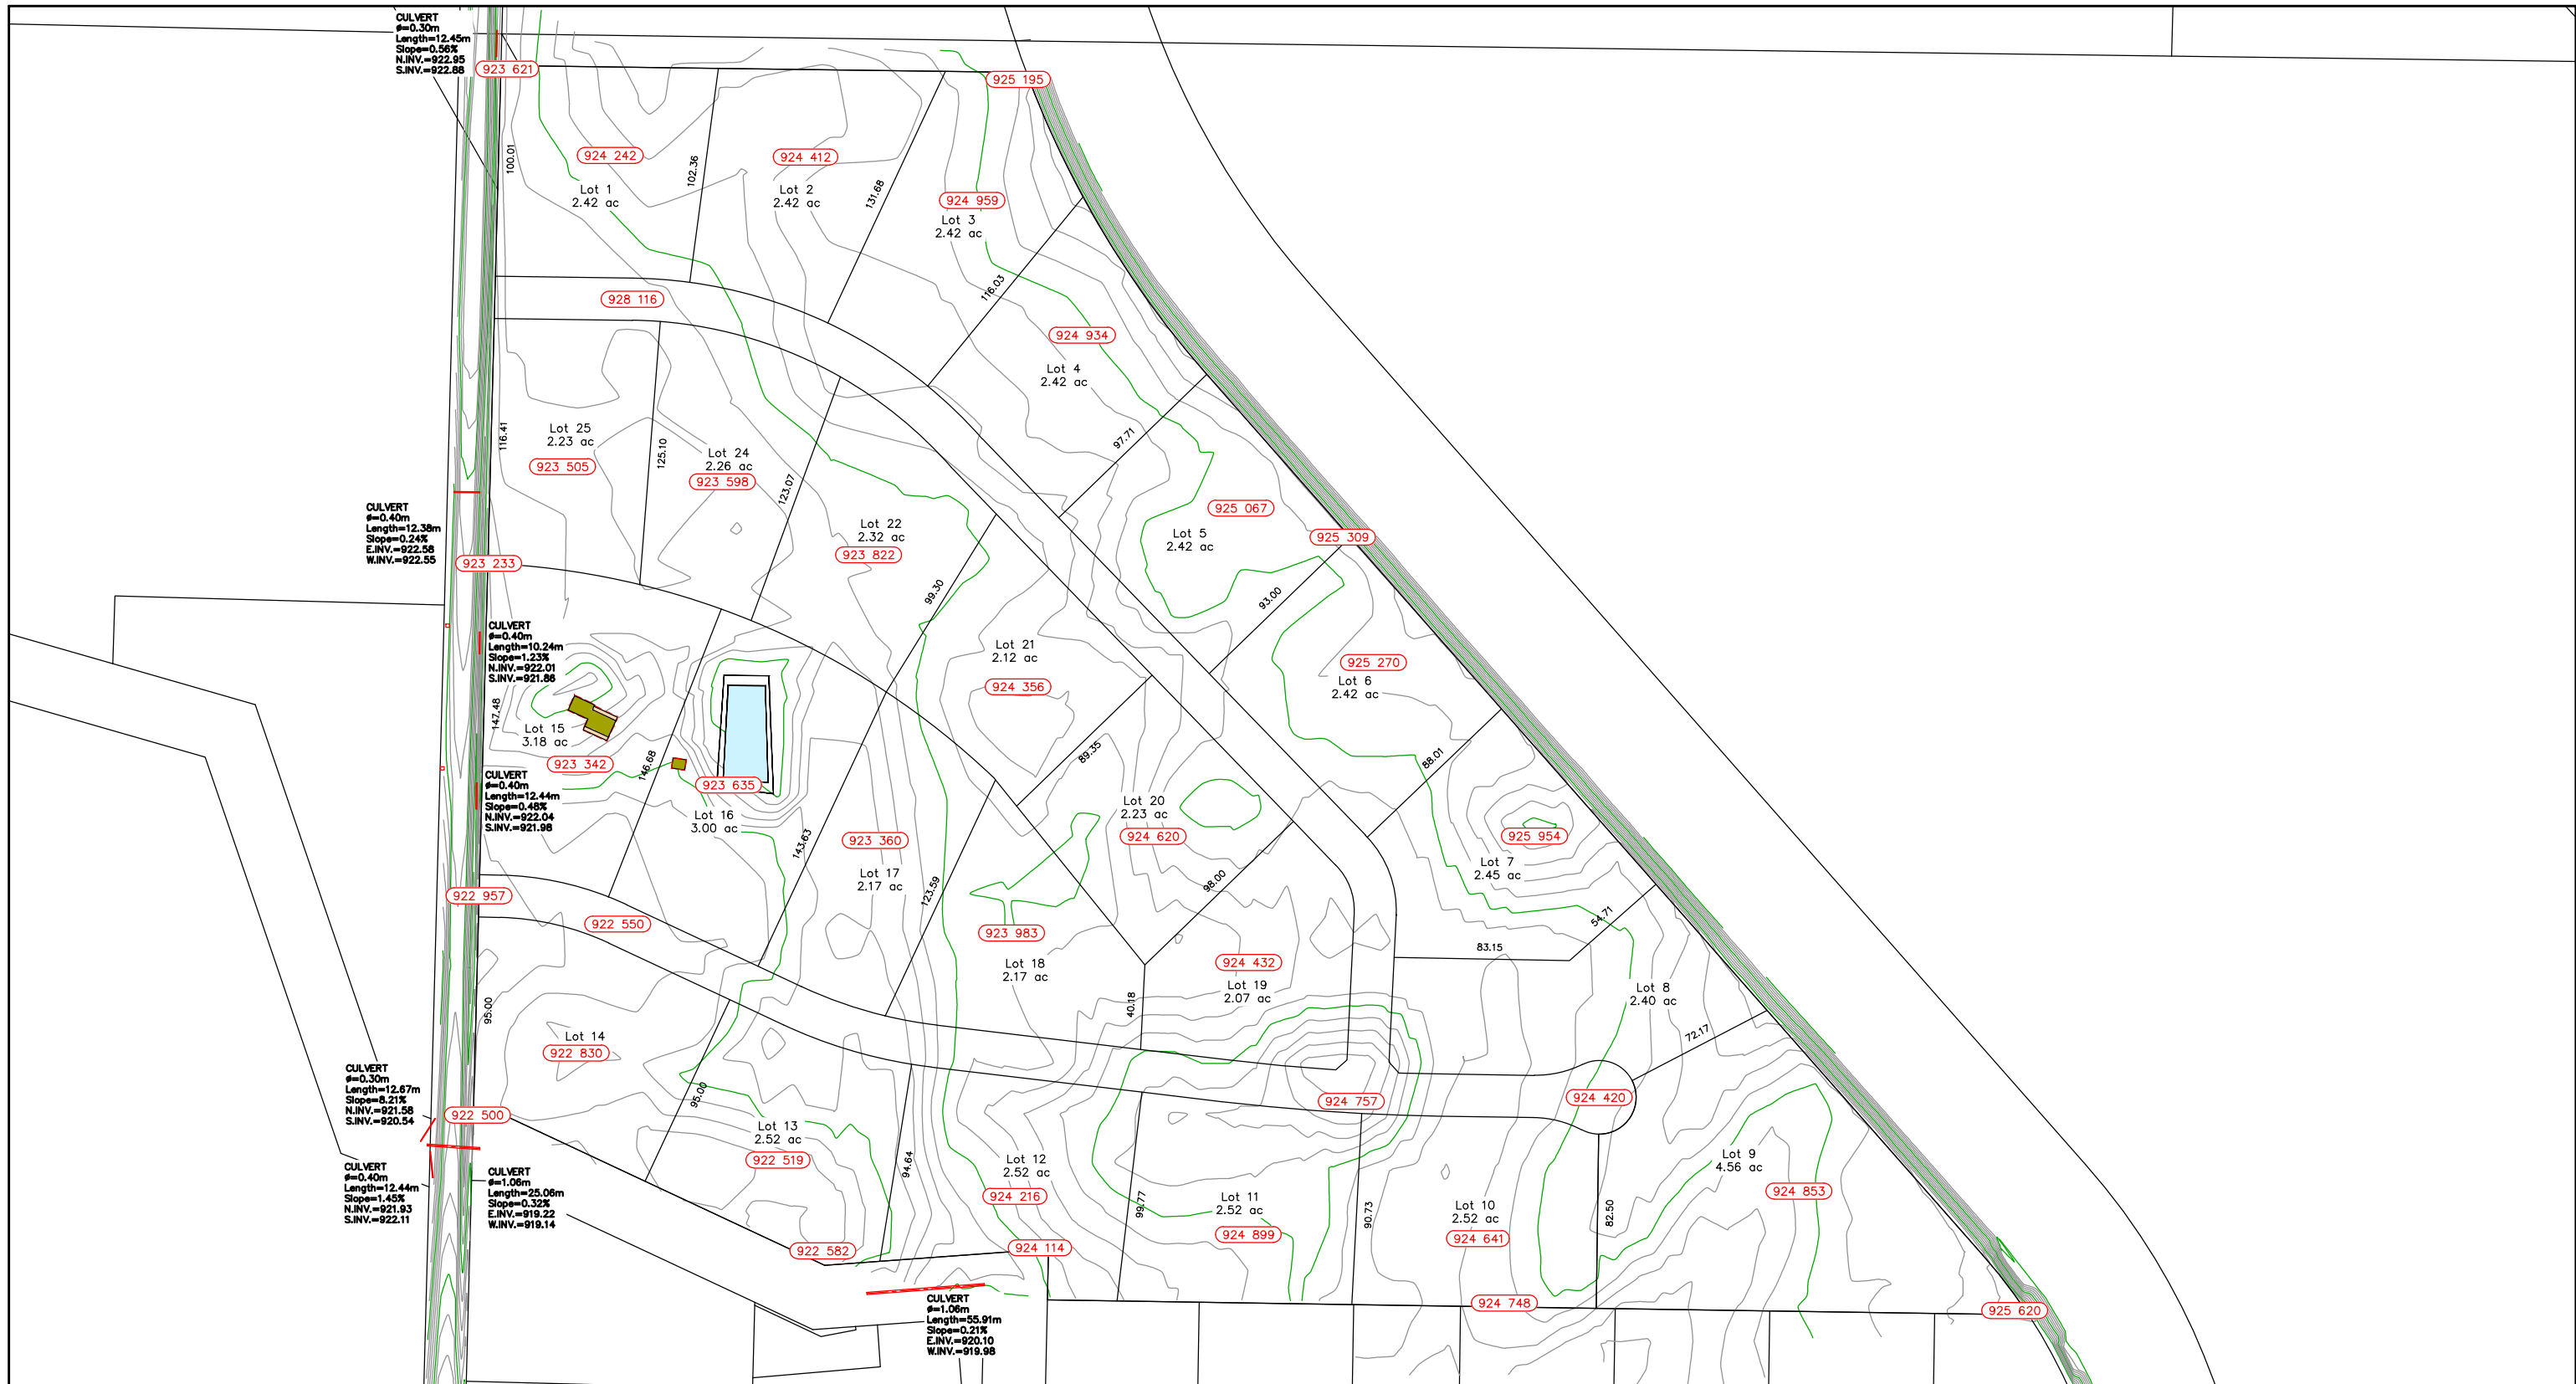 CULVERT
ø=0.30m
Length=12.45m
Slope=0.56%
N.INV.=922.95
S.INV.=922.88
923 621
925 195
100.01
924 242
102.36
924 412
131.68
924 959
Lot 1
2.42 ac
Lot 2
2.42 ac
Lot 3
2.42 ac
928 116
116.03
924 934
Lot 4
2.42 ac
116.41
Lot 25
2.23 ac
923 505
125.10
Lot 24
2.26 ac
923 598
123.07
97.71
Lot 22
2.32 ac
923 822
925 067
Lot 5
2.42 ac
925 309
CULVERT
ø=0.40m
Length=12.38m
Slope=0.24%
E.INV.=922.58
W.INV.=922.55
923 233
99.30
93.00
CULVERT
ø=0.40m
Length=10.24m
Slope=1.23%
N.INV.=922.01
S.INV.=921.86
Lot 21
2.12 ac
924 356
925 270
Lot 6
2.42 ac
147.48
Lot 15
3.18 ac
923 342
146.68
923 635
89.35
88.01
CULVERT
ø=0.40m
Length=12.44m
Slope=0.48%
N.INV.=922.04
S.INV.=921.98
Lot 16
3.00 ac
143.63
923 360
Lot 17
2.17 ac
Lot 20
2.23 ac
924 620
925 954
Lot 7
2.45 ac
922 957
922 550
123.59
98.00
54.71
923 983
83.15
Lot 18
2.17 ac
924 432
Lot 19
2.07 ac
Lot 8
2.40 ac
95.00
40.18
72.17
Lot 14
922 830
CULVERT
ø=0.30m
Length=12.67m
Slope=8.21%
N.INV.=921.58
S.INV.=920.54
922 500
95.00
924 757
924 420
Lot 13
2.52 ac
922 519
94.64
Lot 12
2.52 ac
924 216
99.77
Lot 11
2.52 ac
924 899
90.73
Lot 10
2.52 ac
924 641
82.50
Lot 9
4.56 ac
924 853
CULVERT
ø=0.40m
Length=12.44m
Slope=1.45%
N.INV.=921.93
S.INV.=922.11
CULVERT
ø=1.06m
Length=25.06m
Slope=0.32%
E.INV.=919.22
W.INV.=919.14
922 582
924 114
924 748
925 620
CULVERT
ø=1.06m
Length=55.91m
Slope=0.21%
E.INV.=920.10
W.INV.=919.98